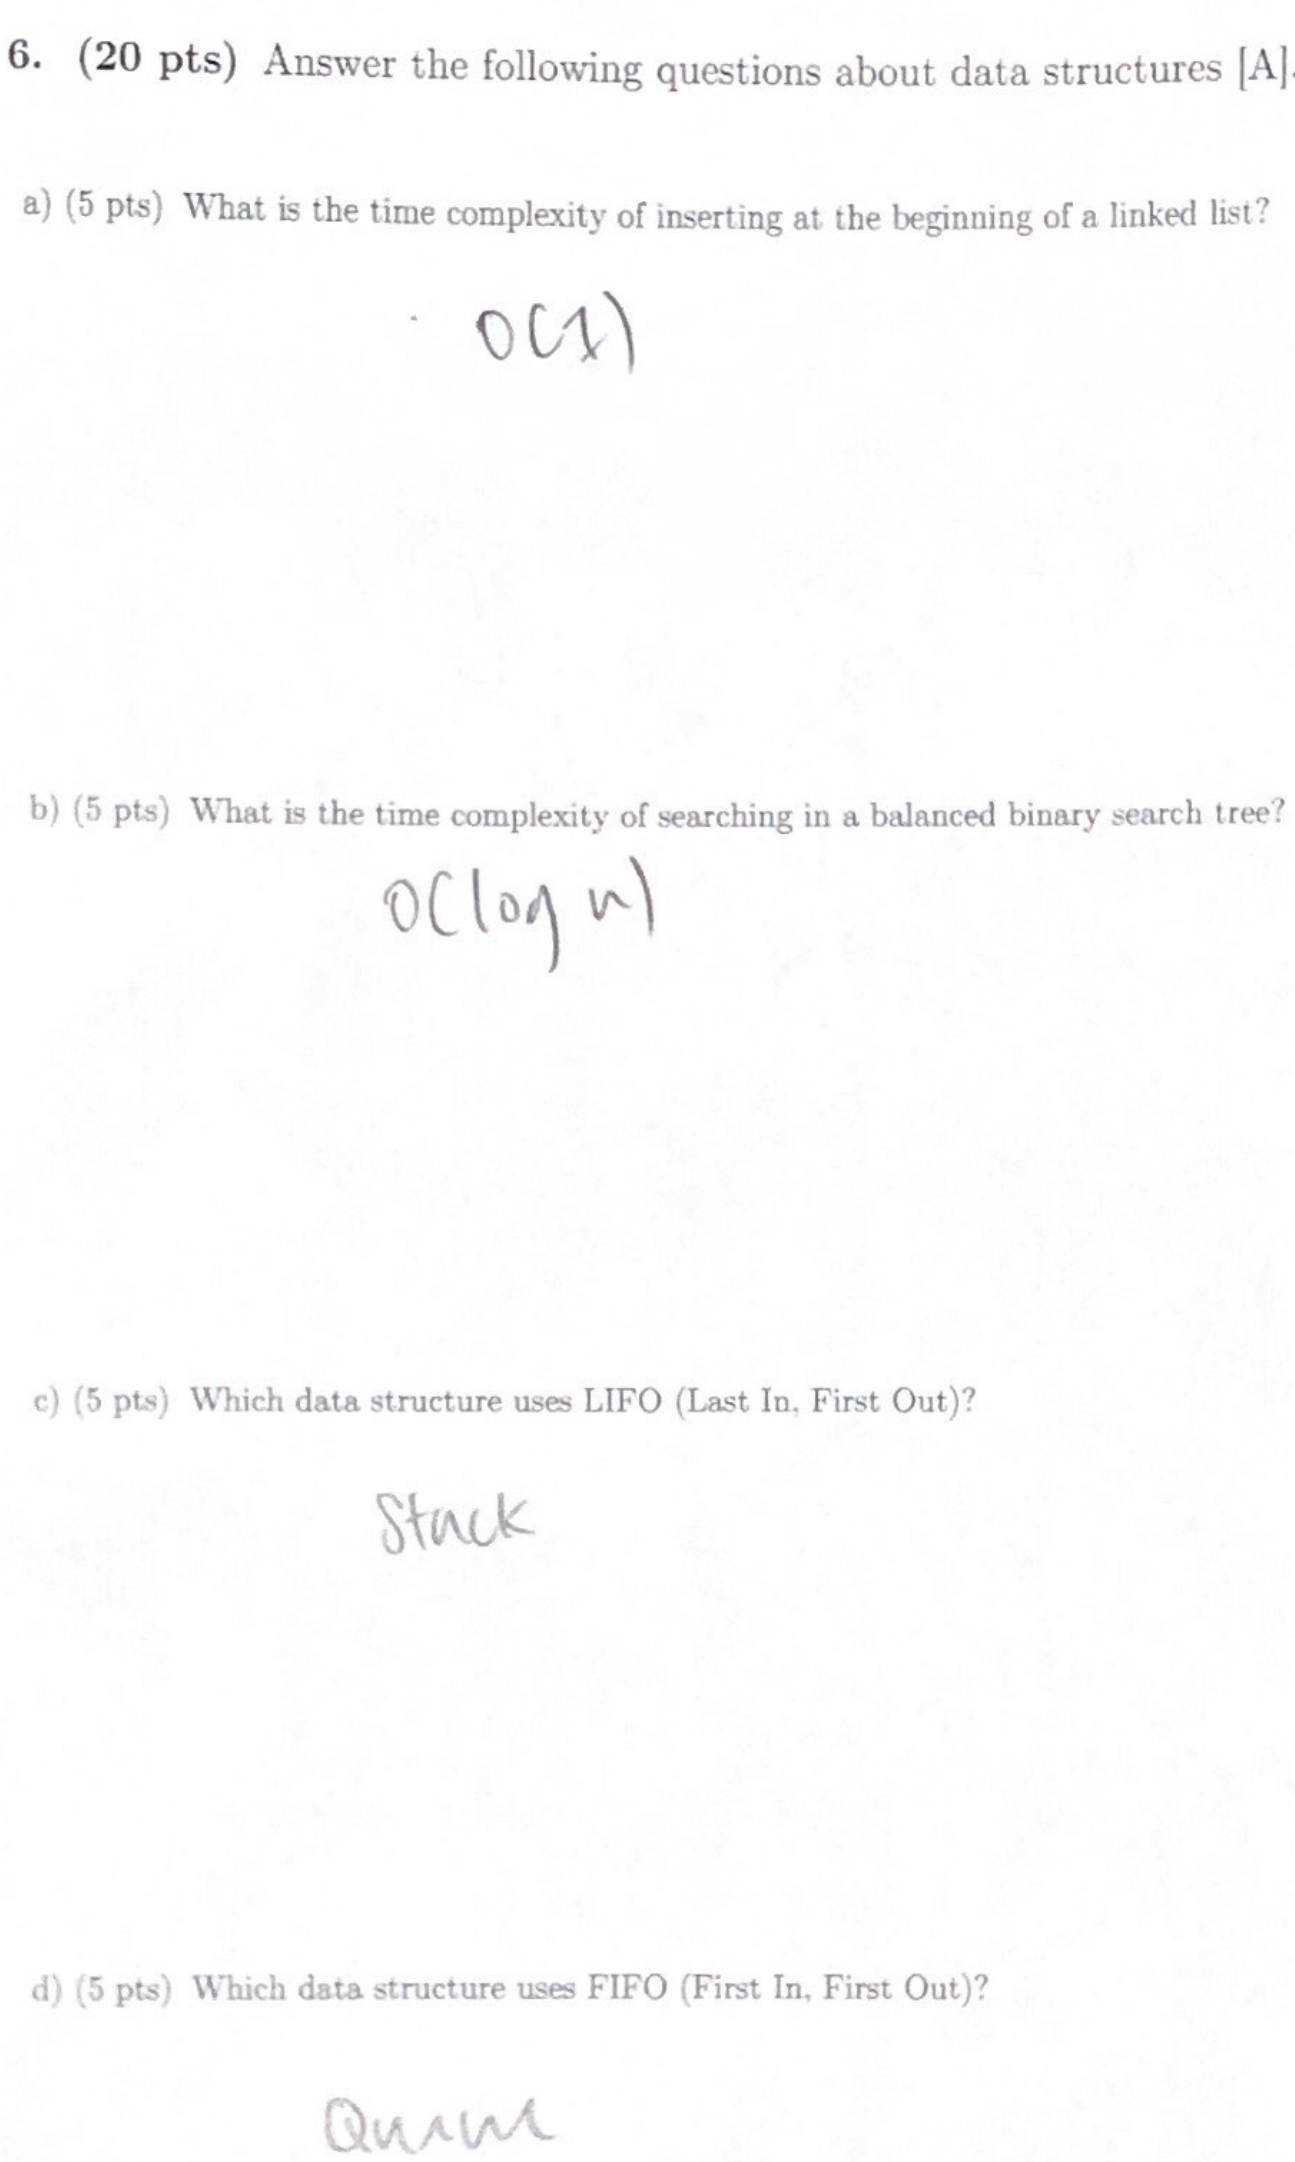 6. (20 pts) Answer the following questions about data structures [A].
a) (5 pts) What is the time complexity of inserting at the beginning of a linked list?
O(1)
b) (5 pts) What is the time complexity of searching in a balanced binary search tree?
O(log n)
c) (5 pts) Which data structure uses LIFO (Last In, First Out)?
Stack
d) (5 pts) Which data structure uses FIFO (First In, First Out)?
Queue